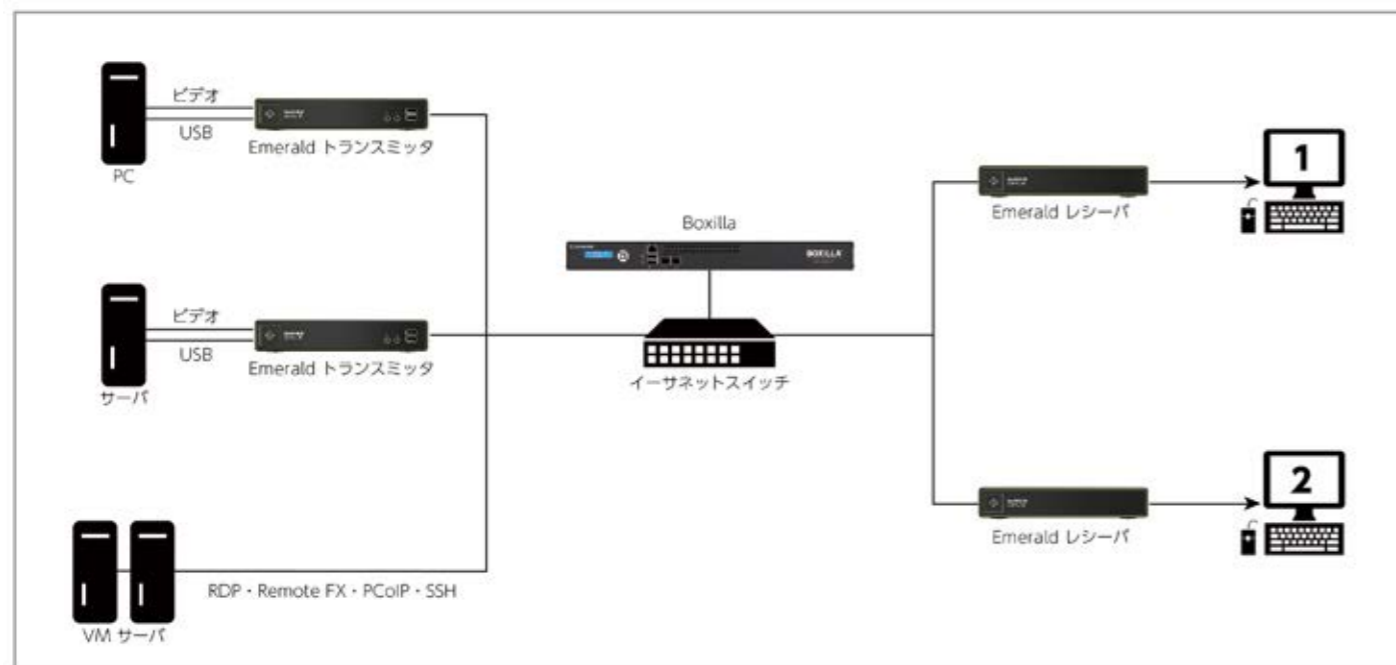 ビデオ
USB
Emerald トランスミッタ
PC
ビデオ
USB
Emerald トランスミッタ
サーバ
RDP・Remote FX・PCoIP・SSH
VM サーバ
Boxilla
BOXILLA
イーサネットスイッチ
1
Emerald レシーバ
2
Emerald レシーバ